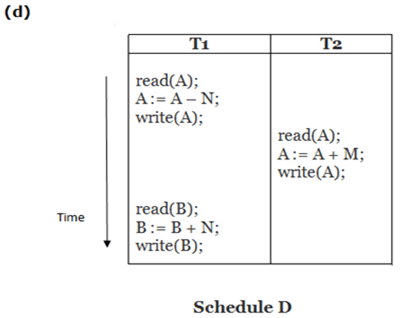 (d)
T1 T2
read(A);
A := A – N;
write(A);
read(A);
A := A + M;
write(A);
read(B);
B := B + N;
write(B);
Time
Schedule D